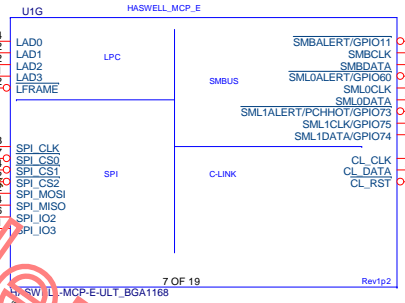 U1G
HASWELL_MCP_E
LAD0
LAD1
LAD2
LAD3
LFRAME
LPC
SMBUS
SMBALERT/GPIO11
SMBCLK
SMBDATA
SML0ALERT/GPIO60
SML0CLK
SML0DATA
SML1ALERT/PCHHOT/GPIO73
SML1CLK/GPIO75
SML1DATA/GPIO74
SPI_CLK
SPI_CS0
SPI_CS1
SPI_CS2
SPI_MOSI
SPI_MISO
SPI_IO2
SPI_IO3
SPI
C-LINK
CL_CLK
CL_DATA
CL_RST
7 OF 19
Rev1p2
HASWELL-MCP-E-ULT_BGA1168